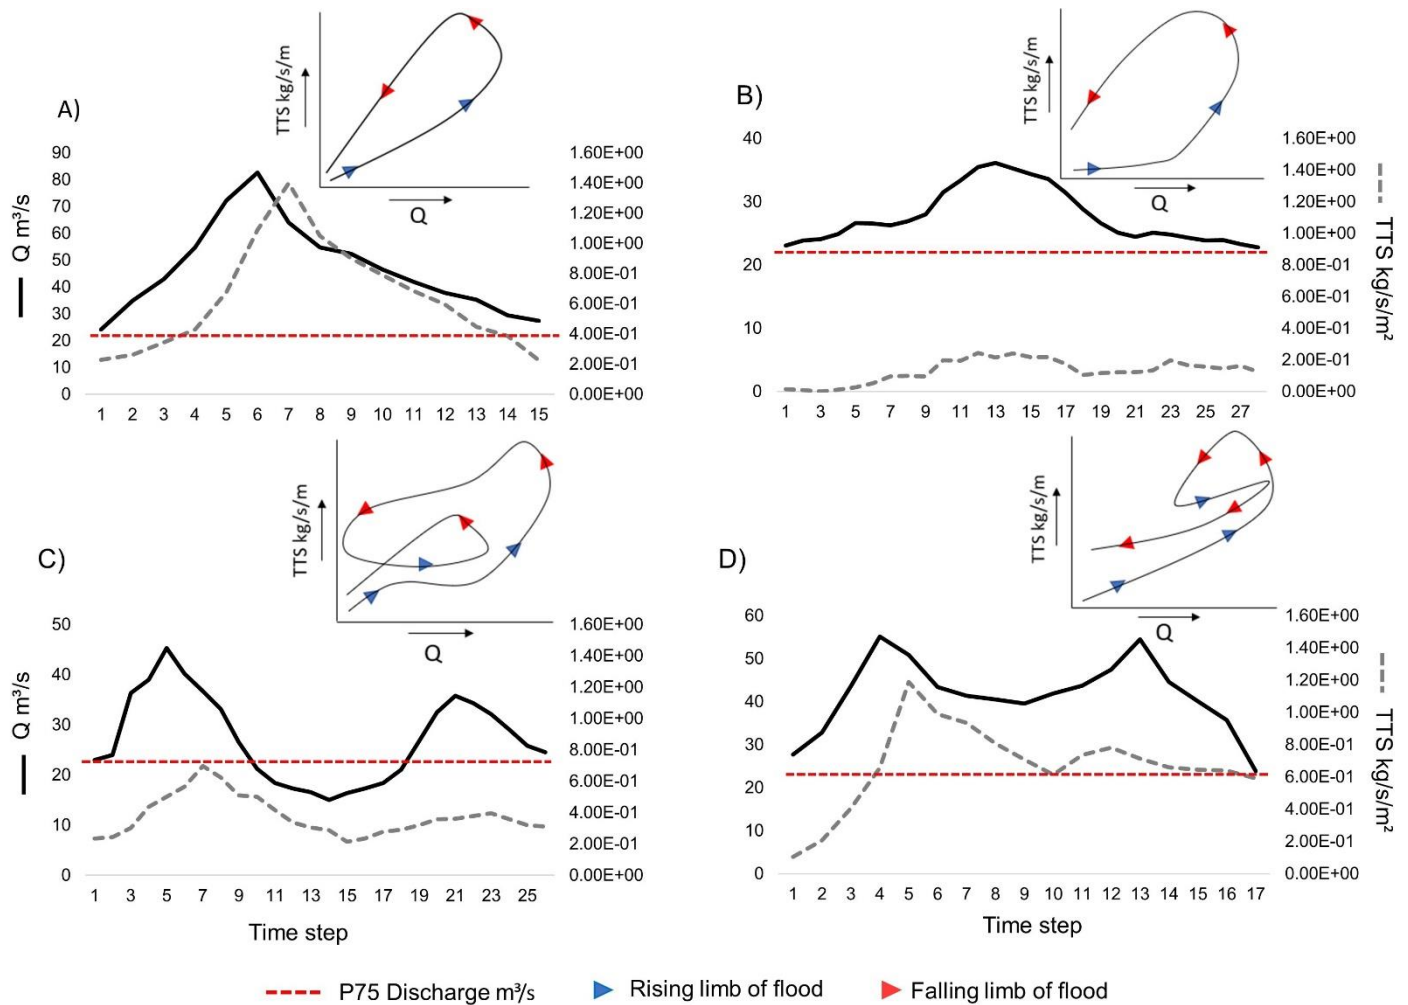 A)
TTS kg/s/m
Q
Q m³/s
90
80
70
60
50
40
30
20
10
0
1.60E+00
1.40E+00
1.20E+00
1.00E+00
8.00E-01
6.00E-01
4.00E-01
2.00E-01
0.00E+00
1 2 3 4 5 6 7 8 9 10 11 12 13 14 15
B)
TTS kg/s/m
Q
40
30
20
10
0
1.60E+00
1.40E+00
1.20E+00
1.00E+00
8.00E-01
6.00E-01
4.00E-01
2.00E-01
0.00E+00
TTS kg/s/m²
1 3 5 7 9 11 13 15 17 19 21 23 25 27
C)
TTS kg/s/m
Q
Q m³/s
50
40
30
20
10
0
1.60E+00
1.40E+00
1.20E+00
1.00E+00
8.00E-01
6.00E-01
4.00E-01
2.00E-01
0.00E+00
1 3 5 7 9 11 13 15 17 19 21 23 25
Time step
D)
TTS kg/s/m
Q
60
50
40
30
20
10
0
1.60E+00
1.40E+00
1.20E+00
1.00E+00
8.00E-01
6.00E-01
4.00E-01
2.00E-01
0.00E+00
TTS kg/s/m²
1 2 3 4 5 6 7 8 9 10 11 12 13 14 15 16 17
Time step
P75 Discharge m³/s
Rising limb of flood
Falling limb of flood